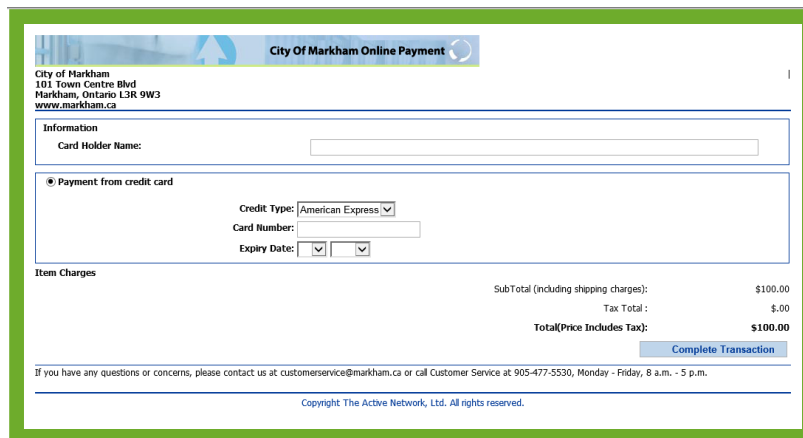 City Of Markham Online Payment
City of Markham
101 Town Centre Blvd
Markham, Ontario L3R 9W3
www.markham.ca
Information
Card Holder Name:
Payment from credit card
Credit Type: American Express
Card Number:
Expiry Date:
Item Charges
SubTotal (including shipping charges): $100.00
Tax Total : $.00
Total(Price Includes Tax): $100.00
Complete Transaction
If you have any questions or concerns, please contact us at customerservice@markham.ca or call Customer Service at 905-477-5530, Monday - Friday, 8 a.m. - 5 p.m.
Copyright The Active Network, Ltd. All rights reserved.